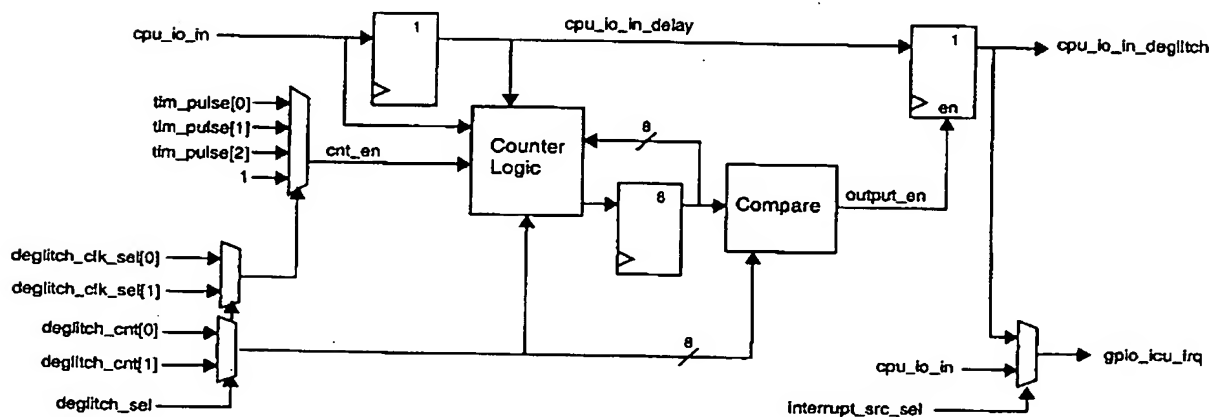 cpu_io_in
1
cpu_io_in_delay
1
cpu_io_in_deglitch
en
tim_pulse[0]
tim_pulse[1]
tim_pulse[2]
1
cnt_en
Counter
Logic
8
8
Compare
output_en
deglitch_clk_sel[0]
deglitch_clk_sel[1]
deglitch_cnt[0]
deglitch_cnt[1]
deglitch_sel
8
cpu_io_in
gpio_icu_irq
interrupt_src_sel